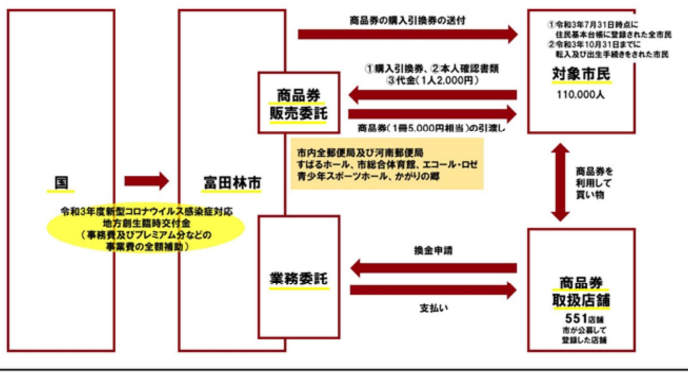 商品券の購入引換券の送付
①令和3年7月31日時点に
住民基本台帳に登録された全市民
②令和3年10月31日までに
転入及び出生手続きをされた市民
対象市民
110,000人
①購入引換券、②本人確認書類
③代金(1人2,000円)
商品券
販売委託
商品券(1冊5,000円相当)の引渡し
市内全郵便局及び河南郵便局
すばるホール、市総合体育館、エコール・ロゼ
青少年スポーツホール、かがりの郷
国
富田林市
令和3年度新型コロナウイルス感染症対応
地方創生臨時交付金
(事務費及びプレミアム分などの
事業費の全額補助)
商品券を
利用して
買い物
業務委託
換金申請
支払い
商品券
取扱店舗
551店舗
市が公募して
登録した店舗